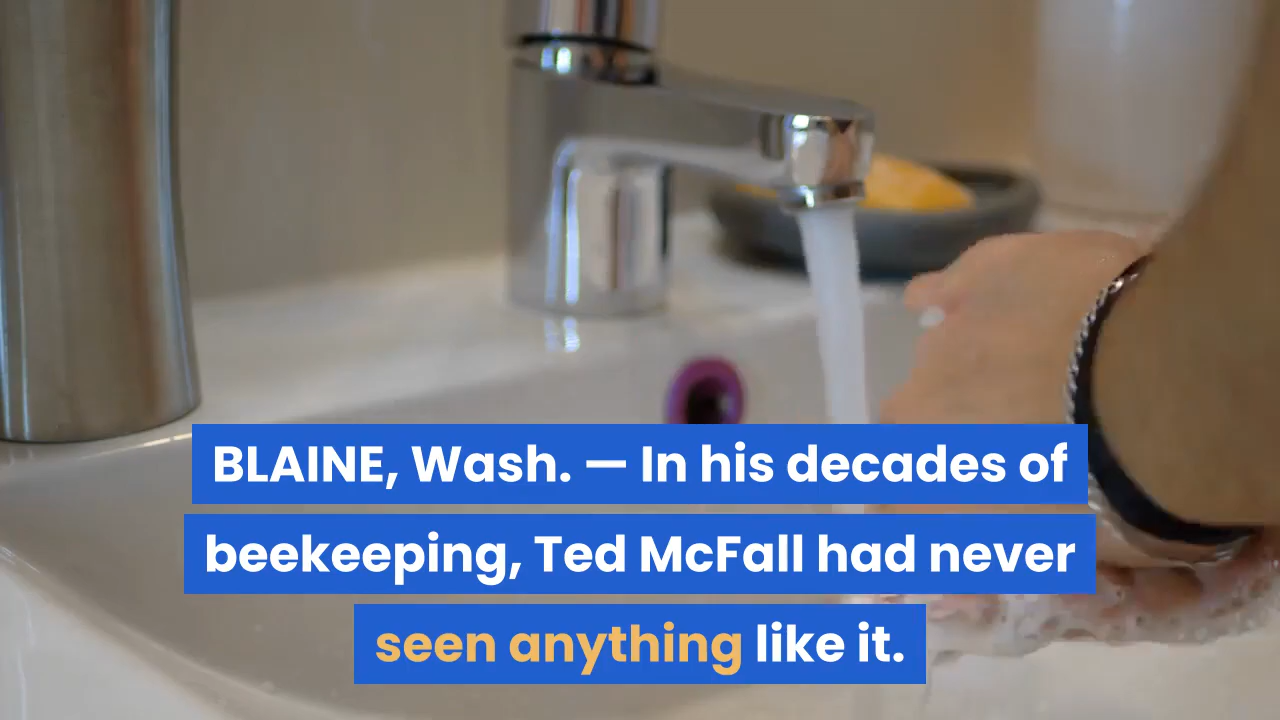 BLAINE, Wash. — In his decades of
beekeeping, Ted McFall had never
seen anything like it.